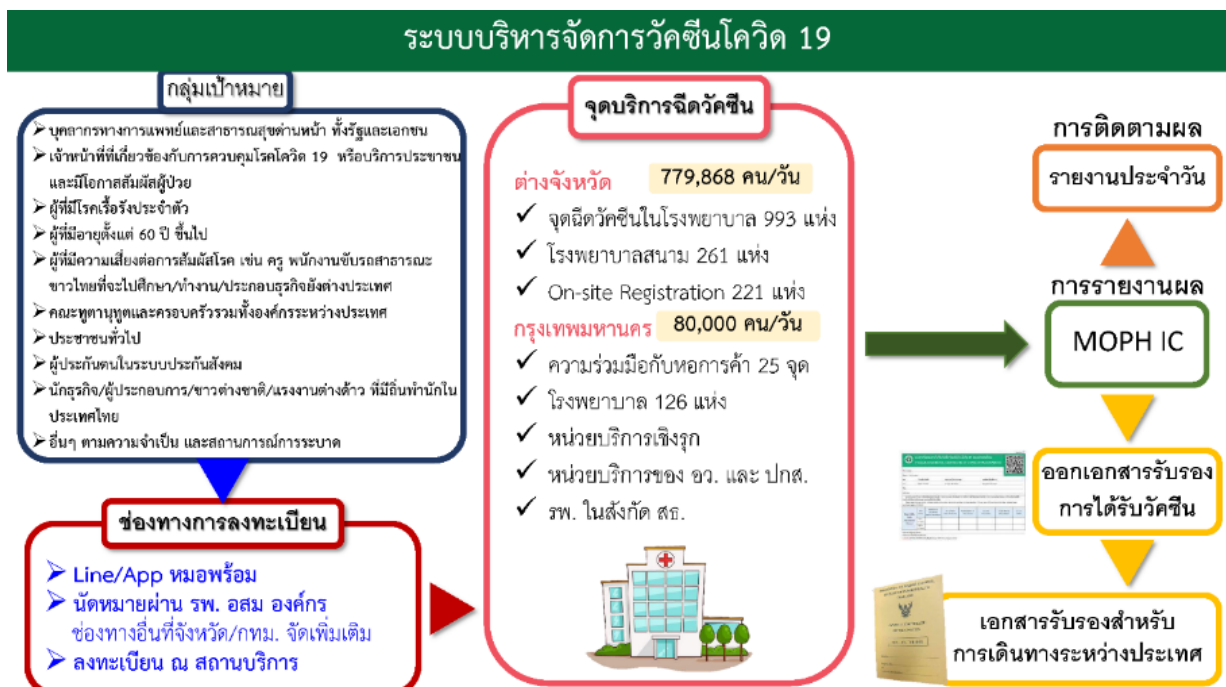 ระบบบริหารจัดการวัคซีนโควิด 19
กลุ่มเป้าหมาย
➢ บุคลากรทางการแพทย์และสาธารณสุขด่านหน้า ทั้งรัฐและเอกชน
➢ เจ้าหน้าที่ที่เกี่ยวข้องกับการควบคุมโรคโควิด 19 หรือบริการประชาชน
และมีโอกาสสัมผัสผู้ป่วย
➢ ผู้ที่มีโรคเรื้อรังประจำตัว
➢ ผู้ที่มีอายุตั้งแต่ 60 ปี ขึ้นไป
➢ ผู้ที่มีความเสี่ยงต่อการสัมผัสโรค เช่น ครู พนักงานขับรถสาธารณะ
ชาวไทยที่จะไปศึกษา/ทำงาน/ประกอบธุรกิจยังต่างประเทศ
➢ คณะทูตานุทูตและครอบครัวรวมทั้งองค์กรระหว่างประเทศ
➢ ประชาชนทั่วไป
➢ ผู้ประกันตนในระบบประกันสังคม
➢ นักธุรกิจ/ผู้ประกอบการ/ชาวต่างชาติ/แรงงานต่างด้าว ที่มีถิ่นพำนักใน
ประเทศไทย
➢ อื่นๆ ตามความจำเป็น และสถานการณ์การระบาด
ช่องทางการลงทะเบียน
➢ Line/App หมอพร้อม
➢ นัดหมายผ่าน รพ. อสม องค์กร
ช่องทางอื่นที่จังหวัด/กทม. จัดเพิ่มเติม
➢ ลงทะเบียน ณ สถานบริการ
จุดบริการฉีดวัคซีน
ต่างจังหวัด 779,868 คน/วัน
✓ จุดฉีดวัคซีนในโรงพยาบาล 993 แห่ง
✓ โรงพยาบาลสนาม 261 แห่ง
✓ On-site Registration 221 แห่ง
กรุงเทพมหานคร 80,000 คน/วัน
✓ ความร่วมมือกับหอการค้า 25 จุด
✓ โรงพยาบาล 126 แห่ง
✓ หน่วยบริการเชิงรุก
✓ หน่วยบริการของ อว. และ ปกส.
✓ รพ. ในสังกัด สธ.
การติดตามผล
รายงานประจำวัน
การรายงานผล
MOPH IC
ออกเอกสารรับรอง
การได้รับวัคซีน
เอกสารรับรองสำหรับ
การเดินทางระหว่างประเทศ